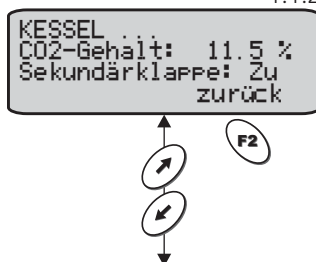 KESSEL ...
CO2-Gehalt: 11.5 %
Sekundärklappe: Zu
zurück
F2